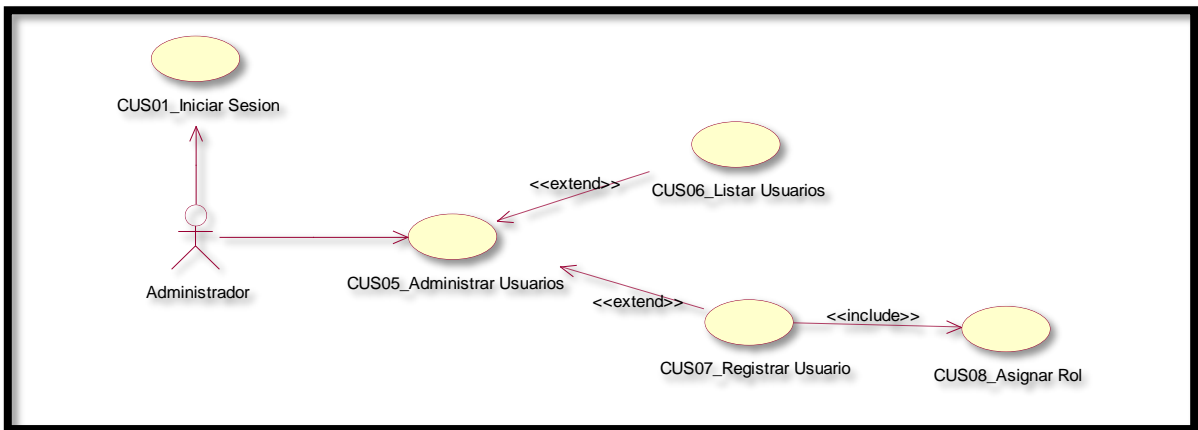 CUS01_Iniciar Sesion
<<extend>>
CUS06_Listar Usuarios
Administrador
CUS05_Administrar Usuarios
<<extend>>
<<include>>
CUS07_Registrar Usuario
CUS08_Asignar Rol